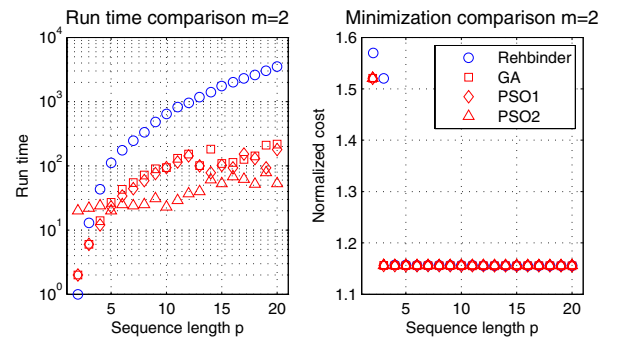 Run time comparison m=2
Run time
10^4
10^3
10^2
10^1
10^0
5
10
15
20
Sequence length p
Minimization comparison m=2
Normalized cost
1.6
1.5
1.4
1.3
1.2
1.1
Rehbinder
GA
PSO1
PSO2
5
10
15
20
Sequence length p